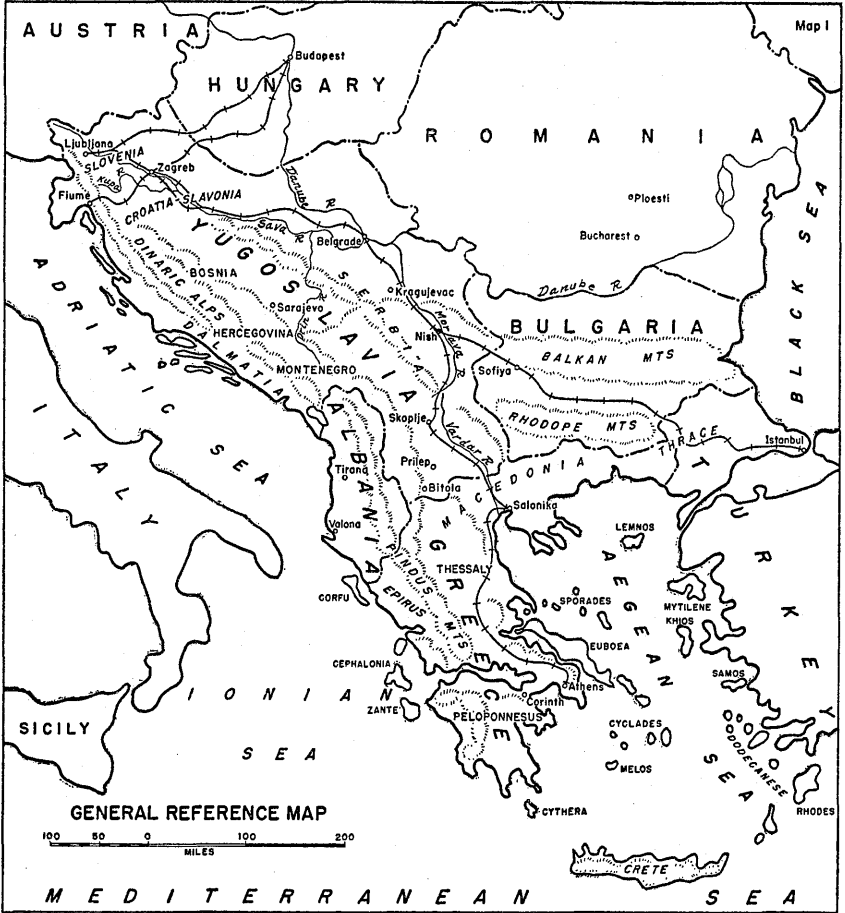 Map 1
AUSTRIA
Budapest
HUNGARY
ROMANIA
Ljubljana
SLOVENIA
Zagreb
Kupa R
Fiume
CROATIA-SLAVONIA
Danube R
Sava R
Belgrade
Ploesti
Bucharest
Danube R
BLACK SEA
YUGOSLAVIA
DINARIC ALPS
BOSNIA
Sarajevo
Drin R
SERBIA
Kragujevac
Morava R
Nish
BULGARIA
BALKAN MTS
Sofiya
HERCEGOVINA
DALMATIA
MONTENEGRO
ADRIATIC SEA
ITALY
Skoplje
Vardar R
RHODOPE MTS
THRACE
Istanbul
ALBANIA
Tirana
Prilep
Bitola
MACEDONIA
Salonika
Valona
TURKEY
LEMNOS
GREECE
THESSALY
PINDUS MTS
EPIRUS
CORFU
AEGEAN SEA
SPORADES
MYTILENE
KHIOS
EUBOEA
CEPHALONIA
ZANTE
IONIAN
SEA
Athens
Corinth
PELOPONNESUS
SAMOS
CYCLADES
MELOS
DODECANESE
RHODES
SICILY
CYTHERA
CRETE
GENERAL REFERENCE MAP
100 50 0 100 200
MILES
MEDITERRANEAN SEA